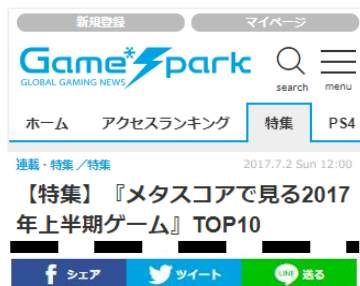 新規登録 マイページ
Game*Spark
GLOBAL GAMING NEWS
search menu
ホーム アクセスランキング 特集 PS4
連載・特集／特集 2017.7.2 Sun 12:00
【特集】『メタスコアで見る2017
年上半期ゲーム』TOP10
f シェア ツイート LINE 送る